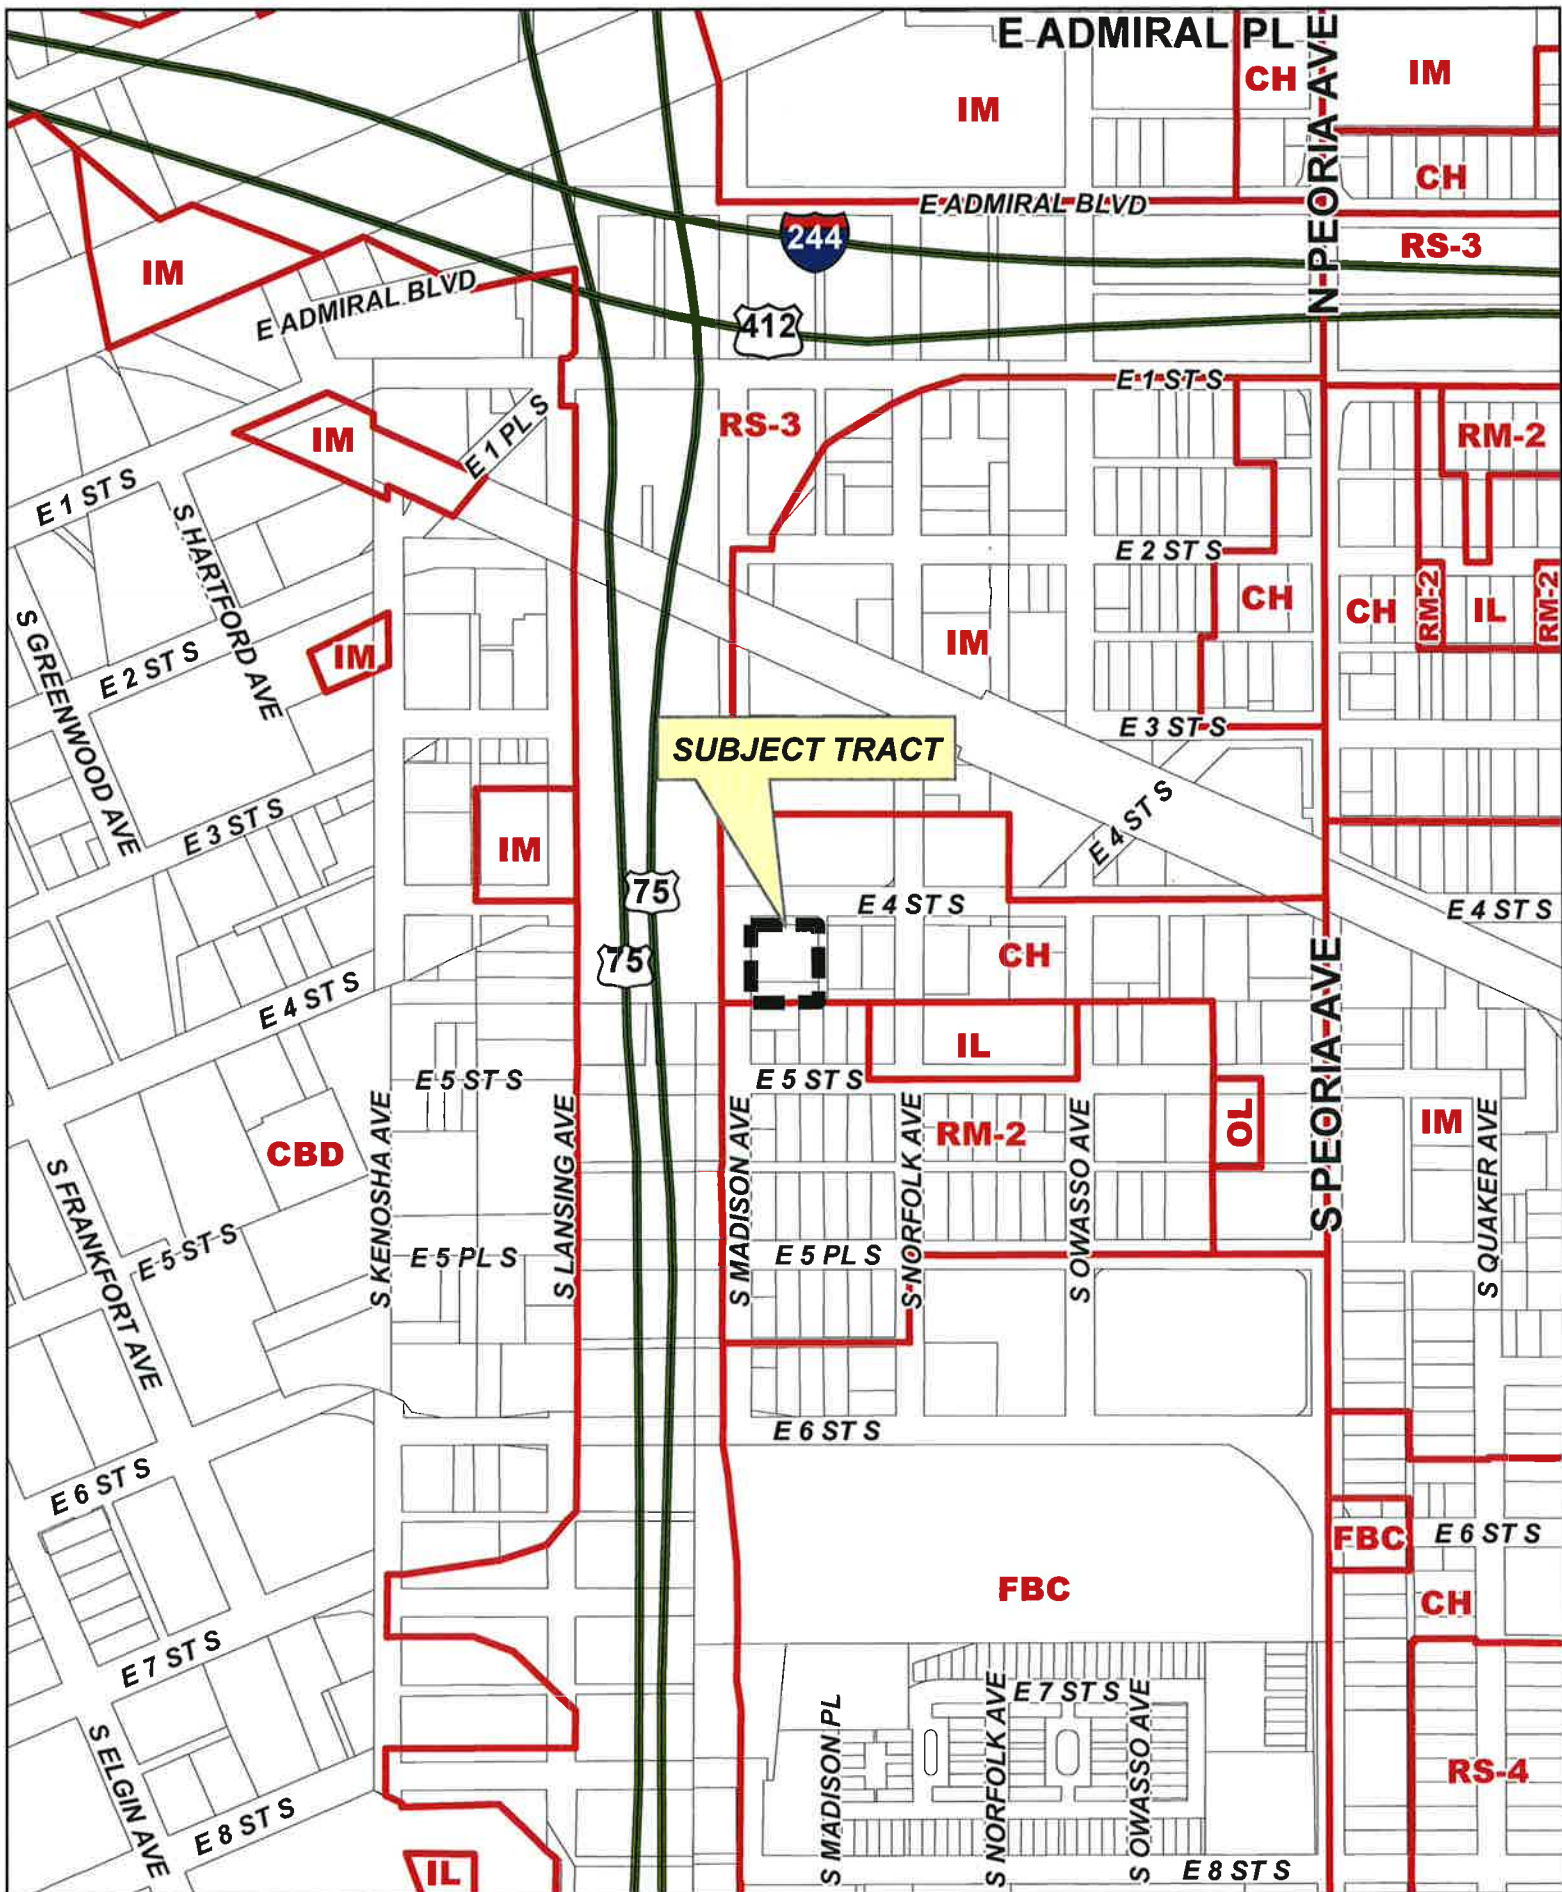 E ADMIRAL PL
CH
IM
IM
N PEORIA AVE
CH
E ADMIRAL BLVD
244
RS-3
IM
E ADMIRAL BLVD
412
E 1 ST S
RS-3
IM
E 1 PL S
RM-2
E 1 ST S
S HARTFORD AVE
E 2 ST S
CH
CH
RM-2
IL
RM-2
S GREENWOOD AVE
IM
E 2 ST S
IM
E 3 ST S
SUBJECT TRACT
E 3 ST S
E 4 ST S
IM
75
E 4 ST S
E 4 ST S
75
CH
E 4 ST S
S PEORIA AVE
IL
E 5 ST S
E 5 ST S
CBD
S KENOSHA AVE
S LANSING AVE
S MADISON AVE
S NORFOLK AVE
RM-2
S OWASSO AVE
OL
IM
S QUAKER AVE
S FRANKFORT AVE
E 5 ST S
E 5 PL S
E 5 PL S
E 6 ST S
E 6 ST S
FBC
E 6 ST S
FBC
CH
E 7 ST S
E 7 ST S
S MADISON PL
S NORFOLK AVE
S OWASSO AVE
RS-4
S ELGIN AVE
E 8 ST S
IL
E 8 ST S